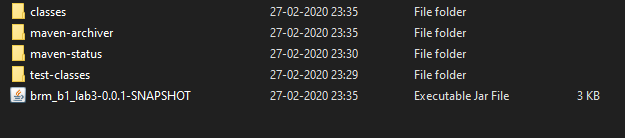 classes 27-02-2020 23:35 File folder
maven-archiver 27-02-2020 23:35 File folder
maven-status 27-02-2020 23:30 File folder
test-classes 27-02-2020 23:29 File folder
brm_b1_lab3-0.0.1-SNAPSHOT 27-02-2020 23:35 Executable Jar File 3 KB